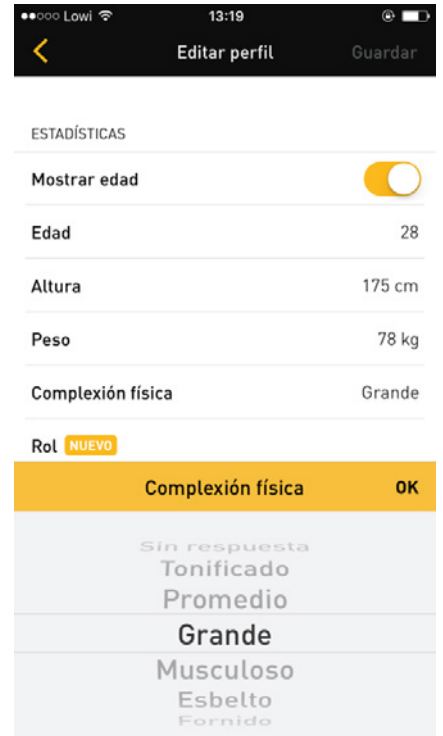 Lowi 13:19
Editar perfil Guardar
ESTADÍSTICAS
Mostrar edad
Edad 28
Altura 175 cm
Peso 78 kg
Complexión física Grande
Rol NUEVO
Complexión física OK
Sin respuesta
Tonificado
Promedio
Grande
Musculoso
Esbelto
Fornido